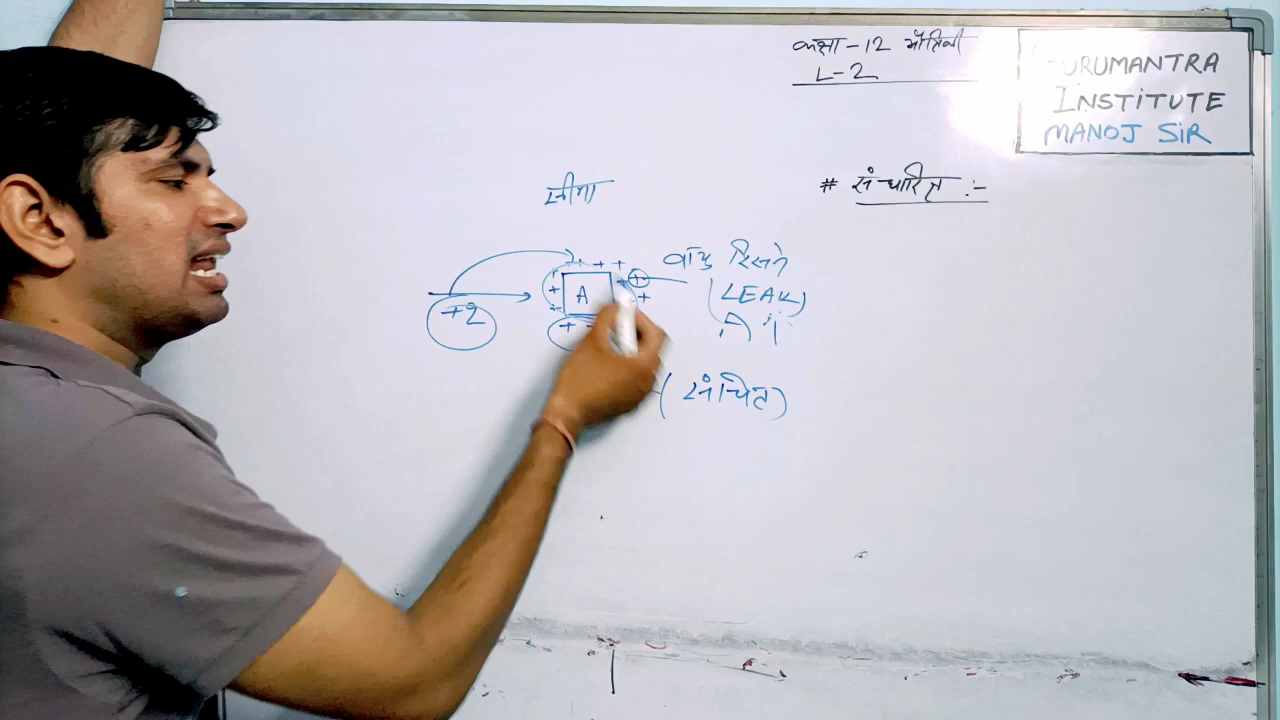 कक्षा - 12 भौतिकी
L-2
URUMANTRA
INSTiTUTE
MANOJ SiR
# संन्धारित्र :-
सीमा
वायु रिसने
(LEAK)
+ + + +
+q
A
(संचित)